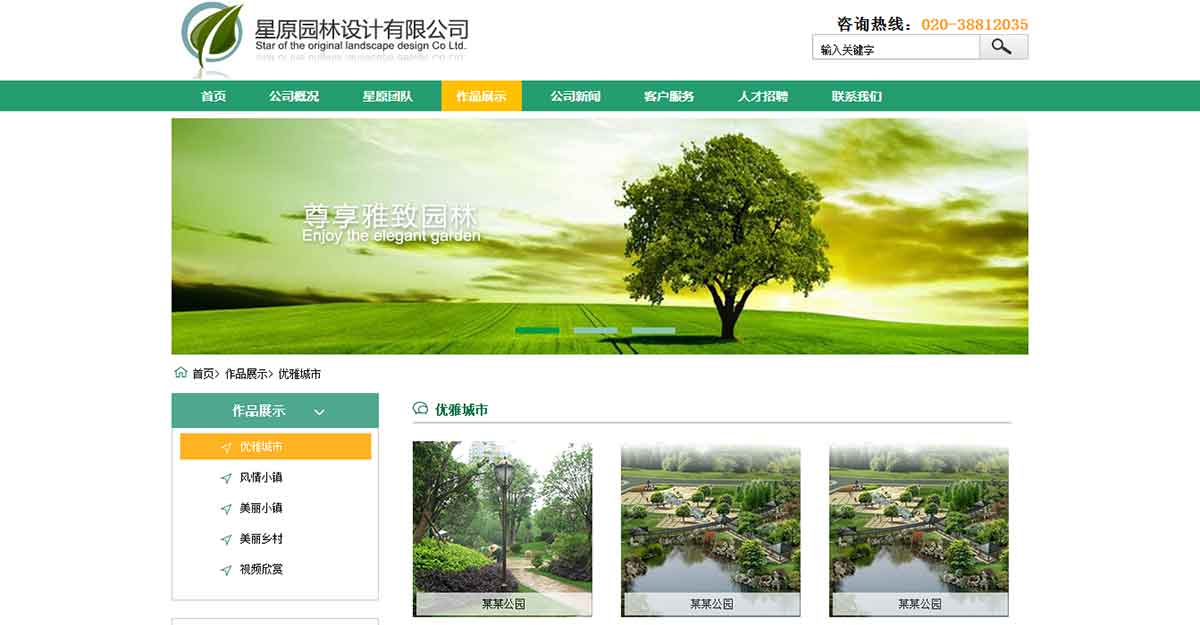 星原园林设计有限公司
Star of the original landscape design Co Ltd.
咨询热线：020-38812035
输入关键字
首页 公司概况 星原团队 作品展示 公司新闻 客户服务 人才招聘 联系我们
尊享雅致园林
Enjoy the elegant garden
首页> 作品展示> 优雅城市
作品展示
优雅城市
风情小镇
美丽小镇
美丽乡村
视频欣赏
优雅城市
某某公园 某某公园 某某公园